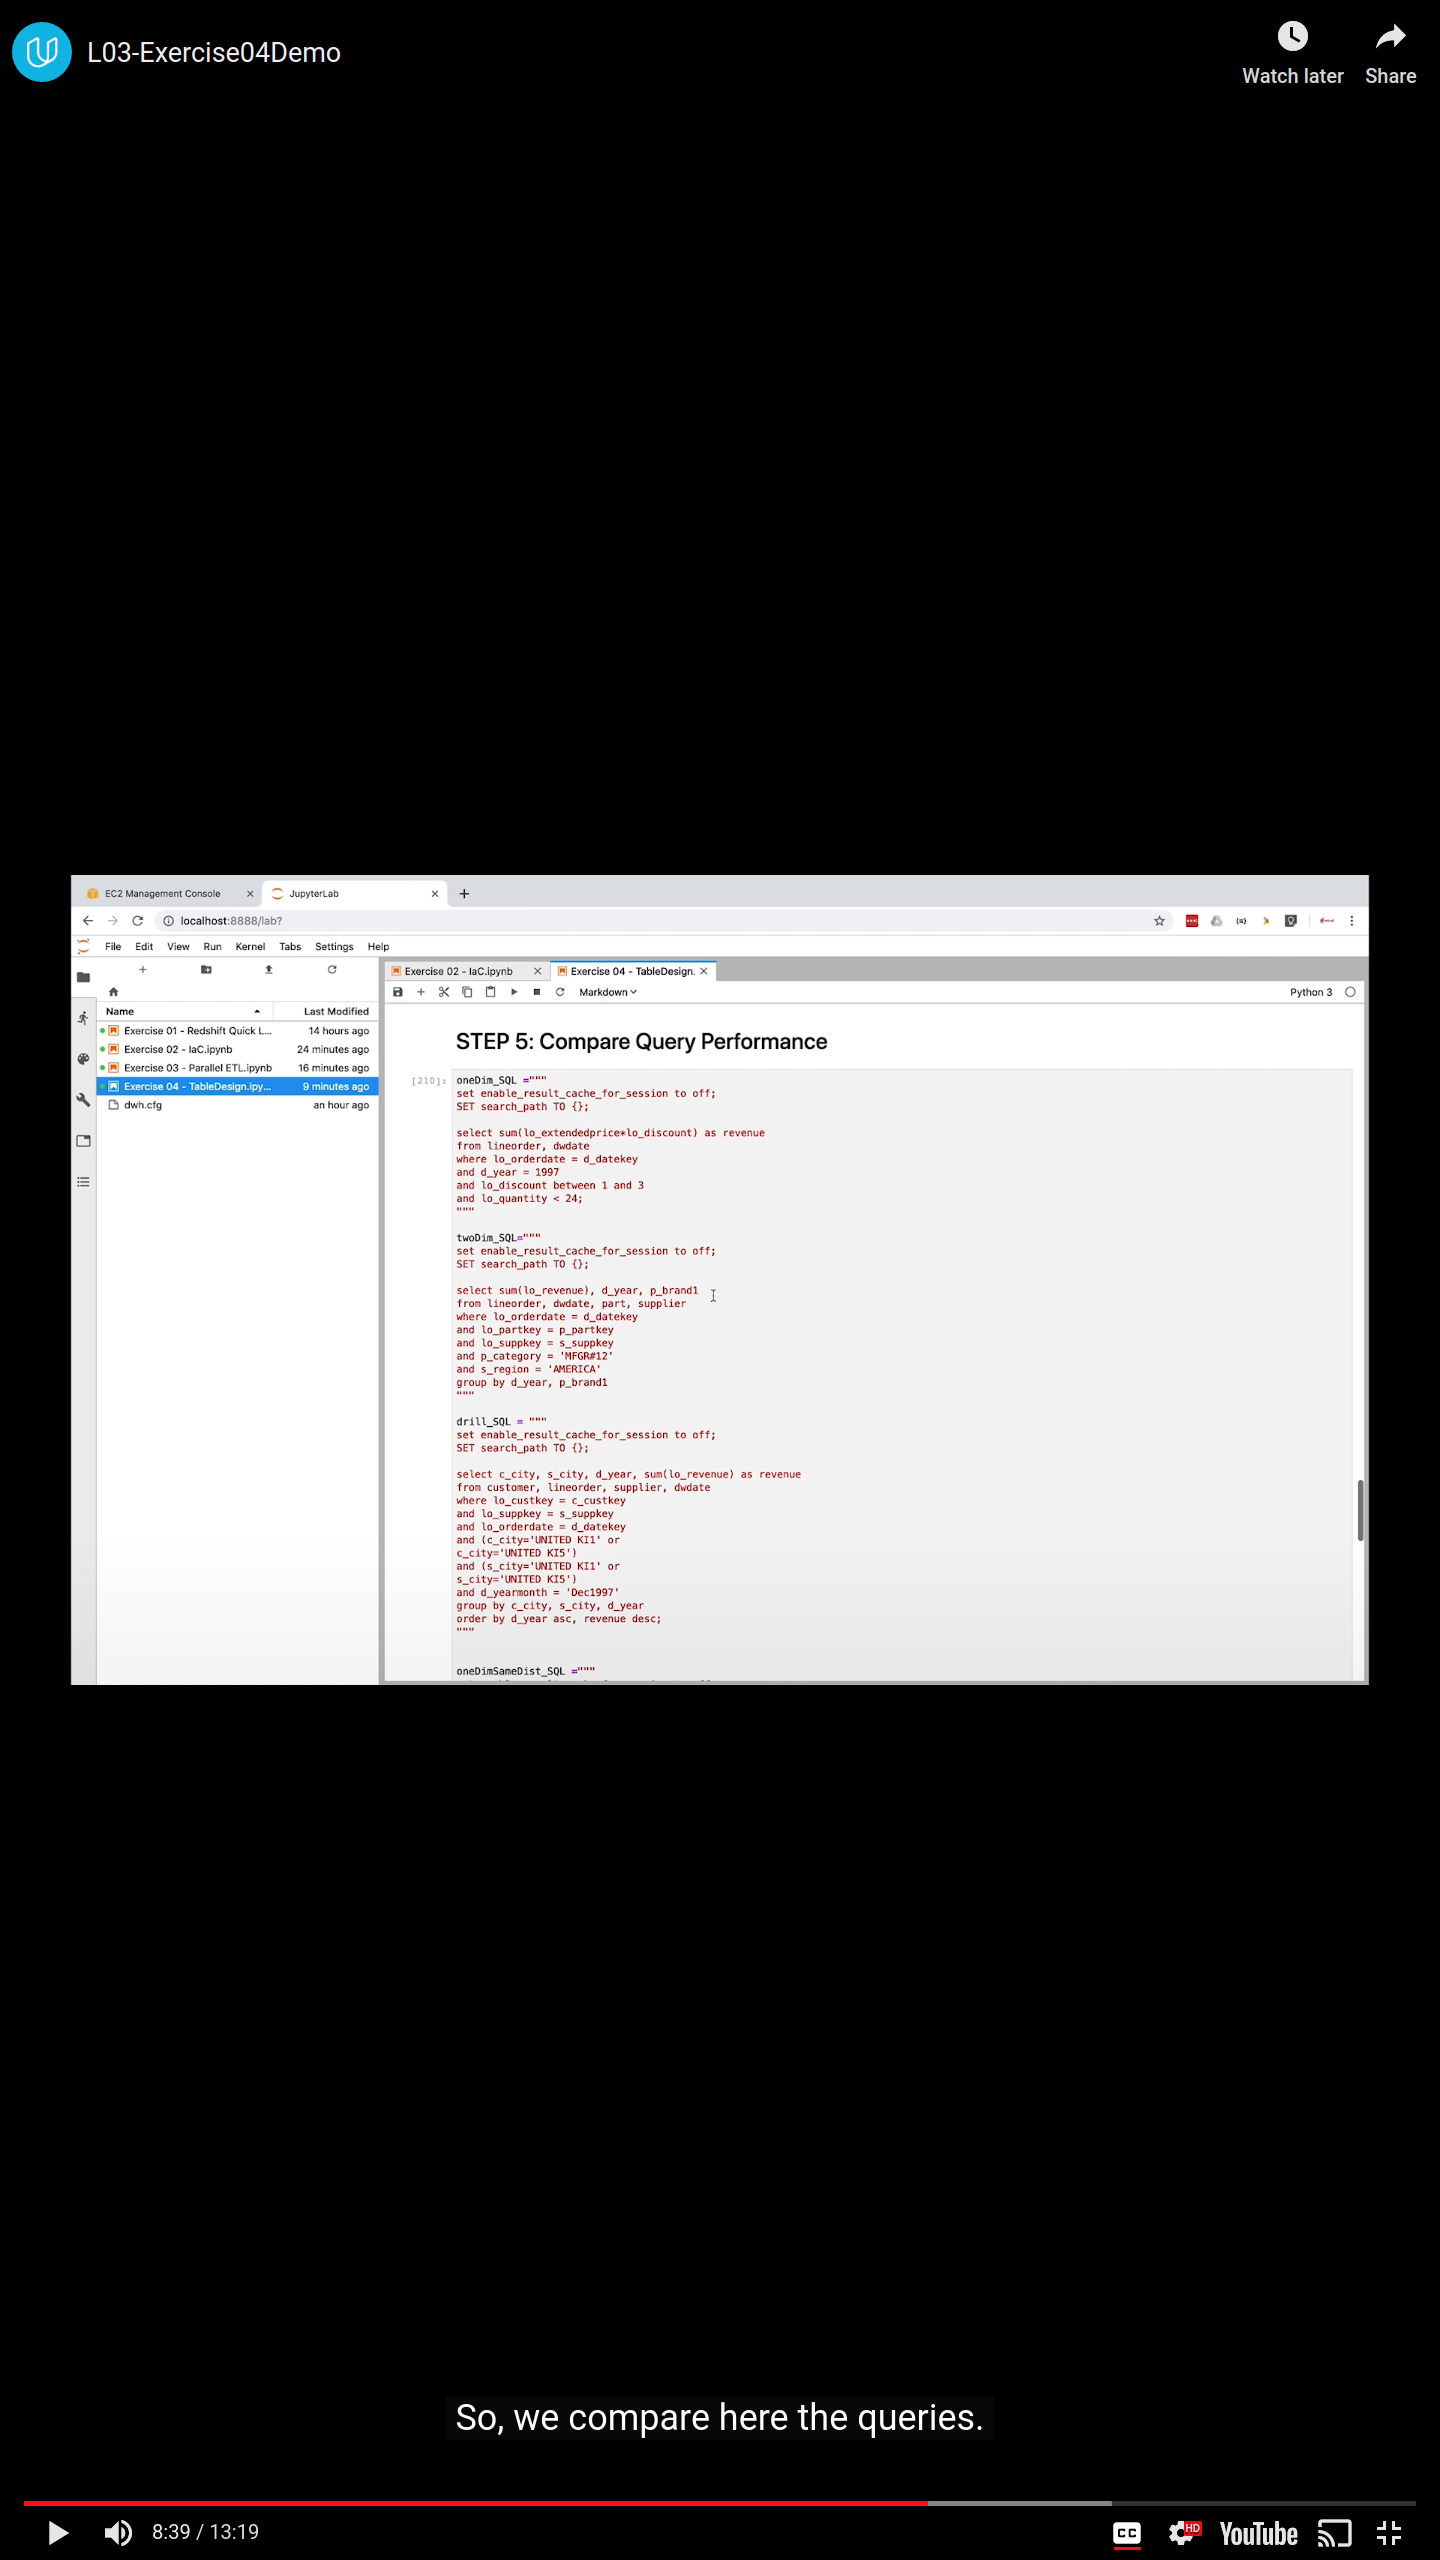 L03-Exercise04Demo
Watch later
Share
EC2 Management Console
JupyterLab
localhost:8888/lab?
File Edit View Run Kernel Tabs Settings Help
Exercise 02 - IaC.ipynb
Exercise 04 - TableDesign.
Markdown
Python 3
Name
Last Modified
Exercise 01 - Redshift Quick L...
14 hours ago
Exercise 02 - IaC.ipynb
24 minutes ago
Exercise 03 - Parallel ETL.ipynb
16 minutes ago
Exercise 04 - TableDesign.ipy...
9 minutes ago
dwh.cfg
an hour ago
STEP 5: Compare Query Performance
[210]:
oneDim_SQL ="""
set enable_result_cache_for_session to off;
SET search_path TO {};
select sum(lo_extendedprice*lo_discount) as revenue
from lineorder, dwdate
where lo_orderdate = d_datekey
and d_year = 1997
and lo_discount between 1 and 3
and lo_quantity < 24;
"""
twoDim_SQL="""
set enable_result_cache_for_session to off;
SET search_path TO {};
select sum(lo_revenue), d_year, p_brand1
from lineorder, dwdate, part, supplier
where lo_orderdate = d_datekey
and lo_partkey = p_partkey
and lo_suppkey = s_suppkey
and p_category = 'MFGR#12'
and s_region = 'AMERICA'
group by d_year, p_brand1
"""
drill_SQL = """
set enable_result_cache_for_session to off;
SET search_path TO {};
select c_city, s_city, d_year, sum(lo_revenue) as revenue
from customer, lineorder, supplier, dwdate
where lo_custkey = c_custkey
and lo_suppkey = s_suppkey
and lo_orderdate = d_datekey
and (c_city='UNITED KI1' or
c_city='UNITED KI5')
and (s_city='UNITED KI1' or
s_city='UNITED KI5')
and d_yearmonth = 'Dec1997'
group by c_city, s_city, d_year
order by d_year asc, revenue desc;
"""
oneDimSameDist_SQL ="""
So, we compare here the queries.
8:39 / 13:19
CC
HD
YouTube